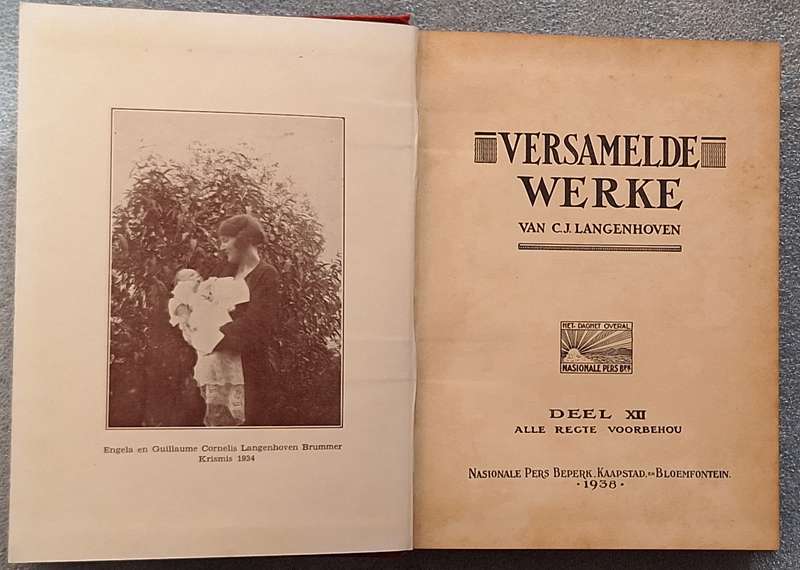 Engela en Guillaume Cornelis Langenhoven Brummer
Krismis 1934
VERSAMELDE
WERKE
VAN C.J. LANGENHOVEN
HET DAGHET OVERAL
NASIONALE PERS BPK
DEEL XII
ALLE REGTE VOORBEHOU
NASIONALE PERS BEPERK, KAAPSTAD, EN BLOEMFONTEIN.
·1938·